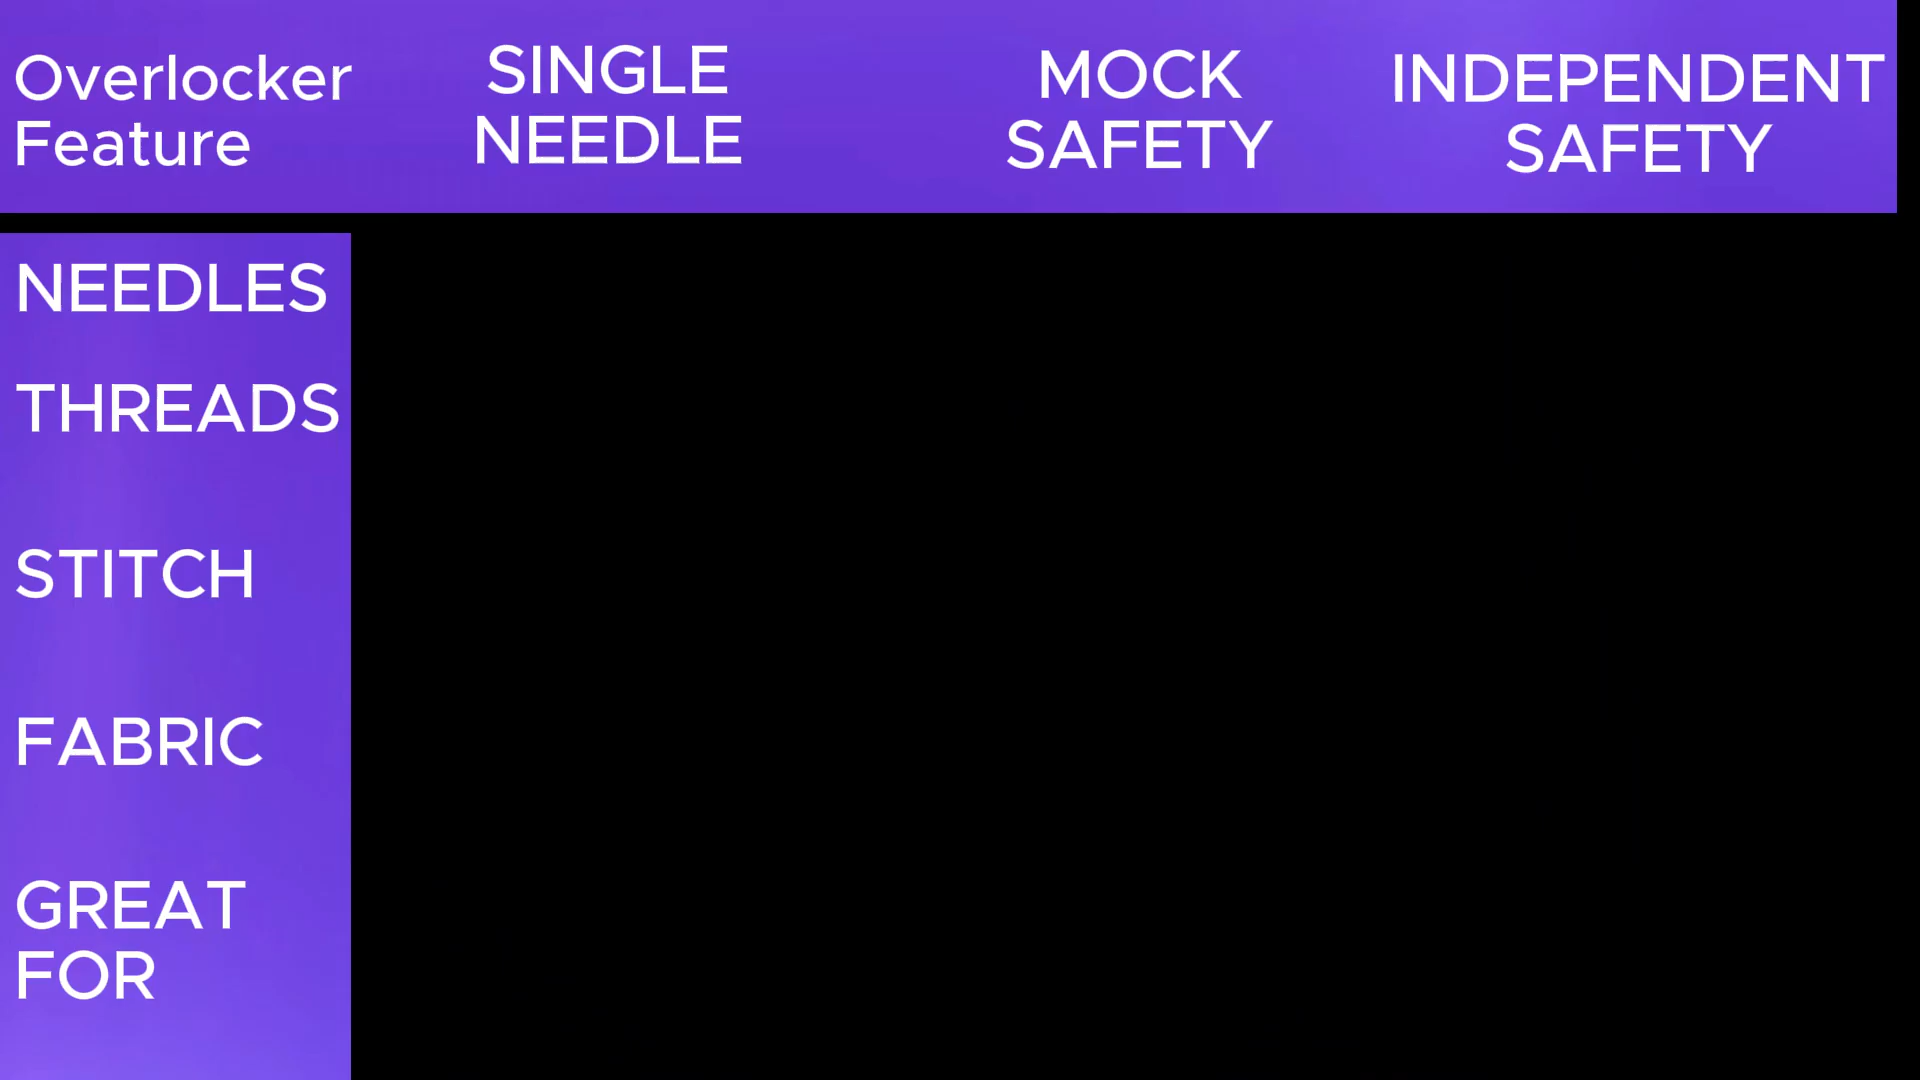 Overlocker
Feature
SINGLE
NEEDLE
MOCK
SAFETY
INDEPENDENT
SAFETY
NEEDLES
THREADS
STITCH
FABRIC
GREAT
FOR